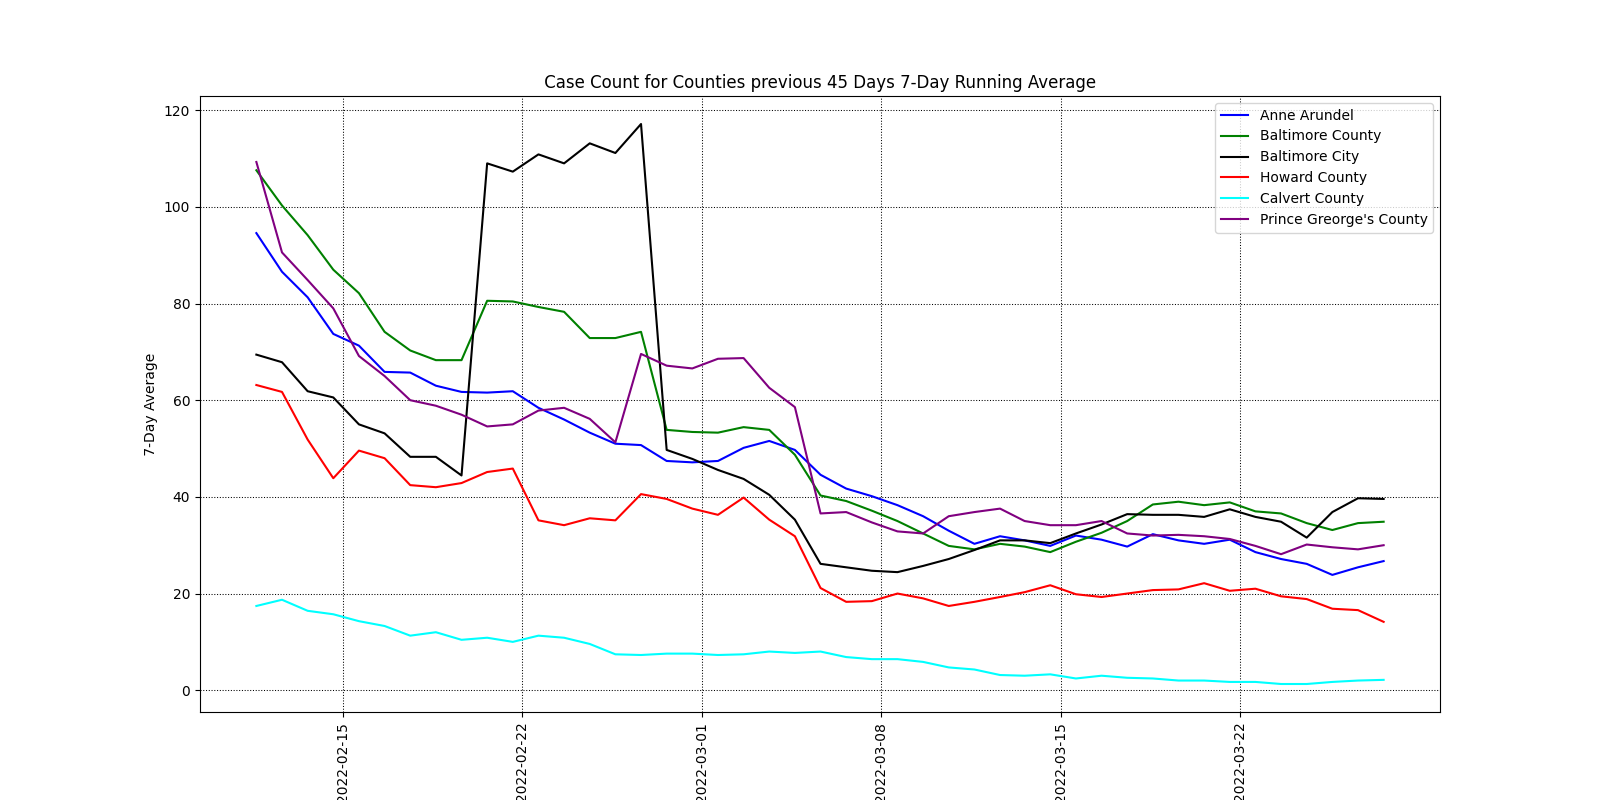 Case Count for Counties previous 45 Days 7-Day Running Average
120
100
80
60
40
20
0
7-Day Average
Anne Arundel
Baltimore County
Baltimore City
Howard County
Calvert County
Prince Greorge's County
2022-02-15
2022-02-22
2022-03-01
2022-03-08
2022-03-15
2022-03-22